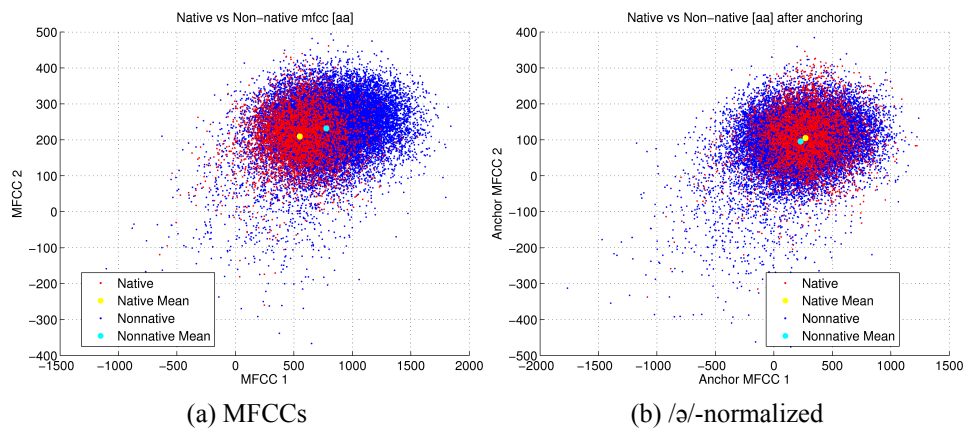 Native vs Non-native mfcc [aa]
500
400
300
200
100
0
−100
−200
−300
−400
−1500 −1000 −500 0 500 1000 1500 2000
MFCC 2
MFCC 1
Native
Native Mean
Nonnative
Nonnative Mean
(a) MFCCs
Native vs Non-native [aa] after anchoring
500
400
300
200
100
0
−100
−200
−300
−400
−500
−2000 −1500 −1000 −500 0 500 1000 1500
Anchor MFCC 2
Anchor MFCC 1
Native
Native Mean
Nonnative
Nonnative Mean
(b) /ə/-normalized